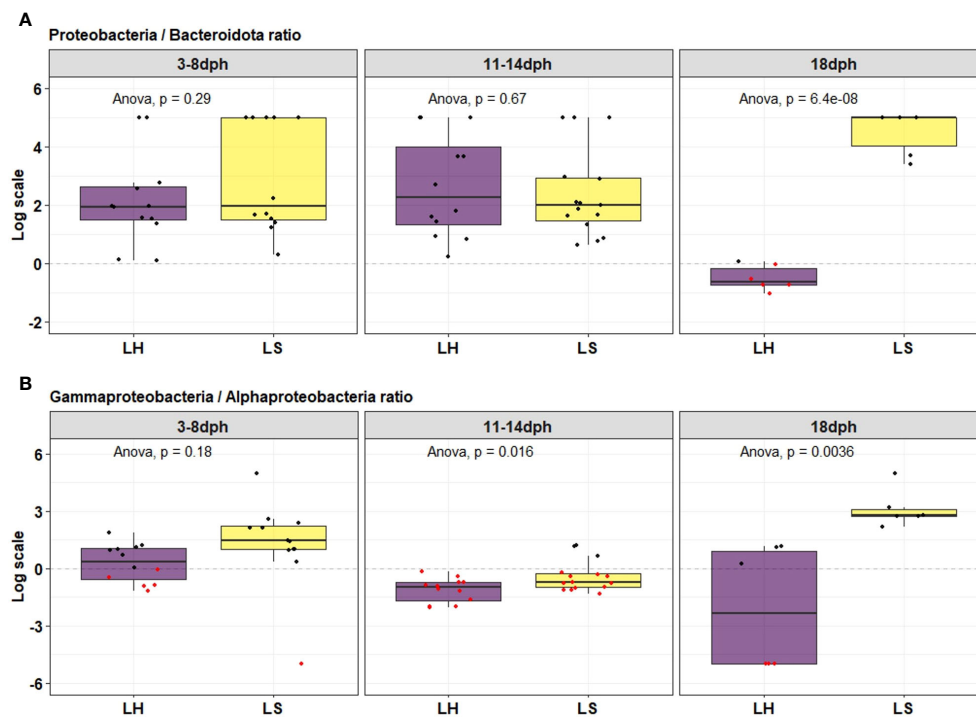 A
Proteobacteria / Bacteroidota ratio
3-8dph 11-14dph 18dph
Anova, p = 0.29 Anova, p = 0.67 Anova, p = 6.4e-08
6
4
2
0
-2
Log scale
LH LS LH LS LH LS
B
Gammaproteobacteria / Alphaproteobacteria ratio
3-8dph 11-14dph 18dph
Anova, p = 0.18 Anova, p = 0.016 Anova, p = 0.0036
6
3
0
-3
-6
Log scale
LH LS LH LS LH LS